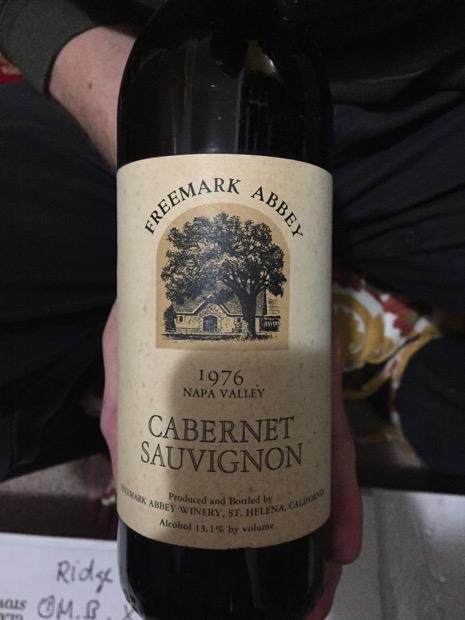 FREEMARK ABBEY
1976
NAPA VALLEY
CABERNET
SAUVIGNON
Produced and Bottled by
FREEMARK ABBEY WINERY, ST. HELENA, CALIFORNIA
Alcohol 13.1% by volume
Ridge
M.B.